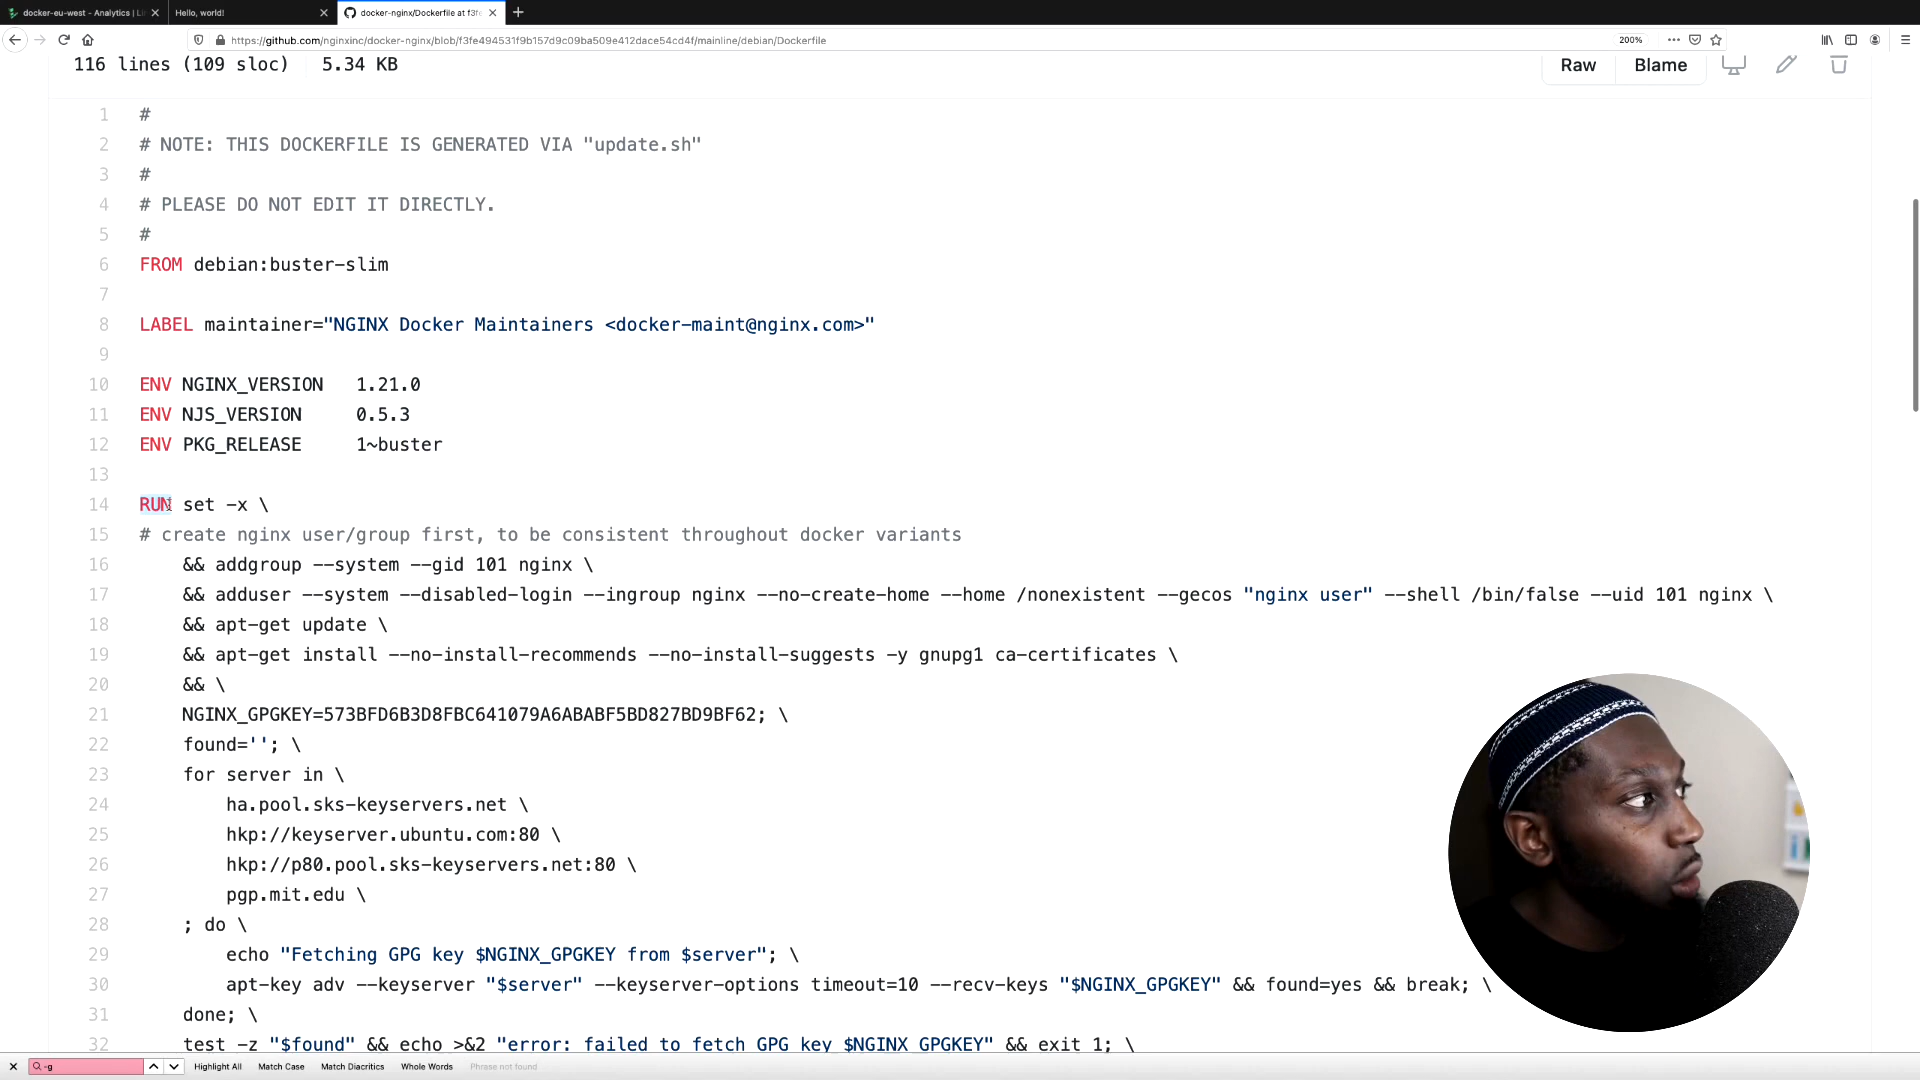 docker-eu-west - Analytics | Li
Hello, world!
docker-nginx/Dockerfile at f3f
https://github.com/nginxinc/docker-nginx/blob/f3fe494531f9b157d9c09ba509e412dace54cd4f/mainline/debian/Dockerfile
200%
116 lines (109 sloc) 5.34 KB
Raw Blame
1 #
2 # NOTE: THIS DOCKERFILE IS GENERATED VIA "update.sh"
3 #
4 # PLEASE DO NOT EDIT IT DIRECTLY.
5 #
6 FROM debian:buster-slim
7
8 LABEL maintainer="NGINX Docker Maintainers <docker-maint@nginx.com>"
9
10 ENV NGINX_VERSION 1.21.0
11 ENV NJS_VERSION 0.5.3
12 ENV PKG_RELEASE 1~buster
13
14 RUN set -x \
15 # create nginx user/group first, to be consistent throughout docker variants
16 && addgroup --system --gid 101 nginx \
17 && adduser --system --disabled-login --ingroup nginx --no-create-home --home /nonexistent --gecos "nginx user" --shell /bin/false --uid 101 nginx \
18 && apt-get update \
19 && apt-get install --no-install-recommends --no-install-suggests -y gnupg1 ca-certificates \
20 && \
21 NGINX_GPGKEY=573BFD6B3D8FBC641079A6ABABF5BD827BD9BF62; \
22 found=''; \
23 for server in \
24 ha.pool.sks-keyservers.net \
25 hkp://keyserver.ubuntu.com:80 \
26 hkp://p80.pool.sks-keyservers.net:80 \
27 pgp.mit.edu \
28 ; do \
29 echo "Fetching GPG key $NGINX_GPGKEY from $server"; \
30 apt-key adv --keyserver "$server" --keyserver-options timeout=10 --recv-keys "$NGINX_GPGKEY" && found=yes && break; \
31 done; \
32 test -z "$found" && echo >&2 "error: failed to fetch GPG key $NGINX_GPGKEY" && exit 1; \
-g
Highlight All Match Case Match Diacritics Whole Words Phrase not found